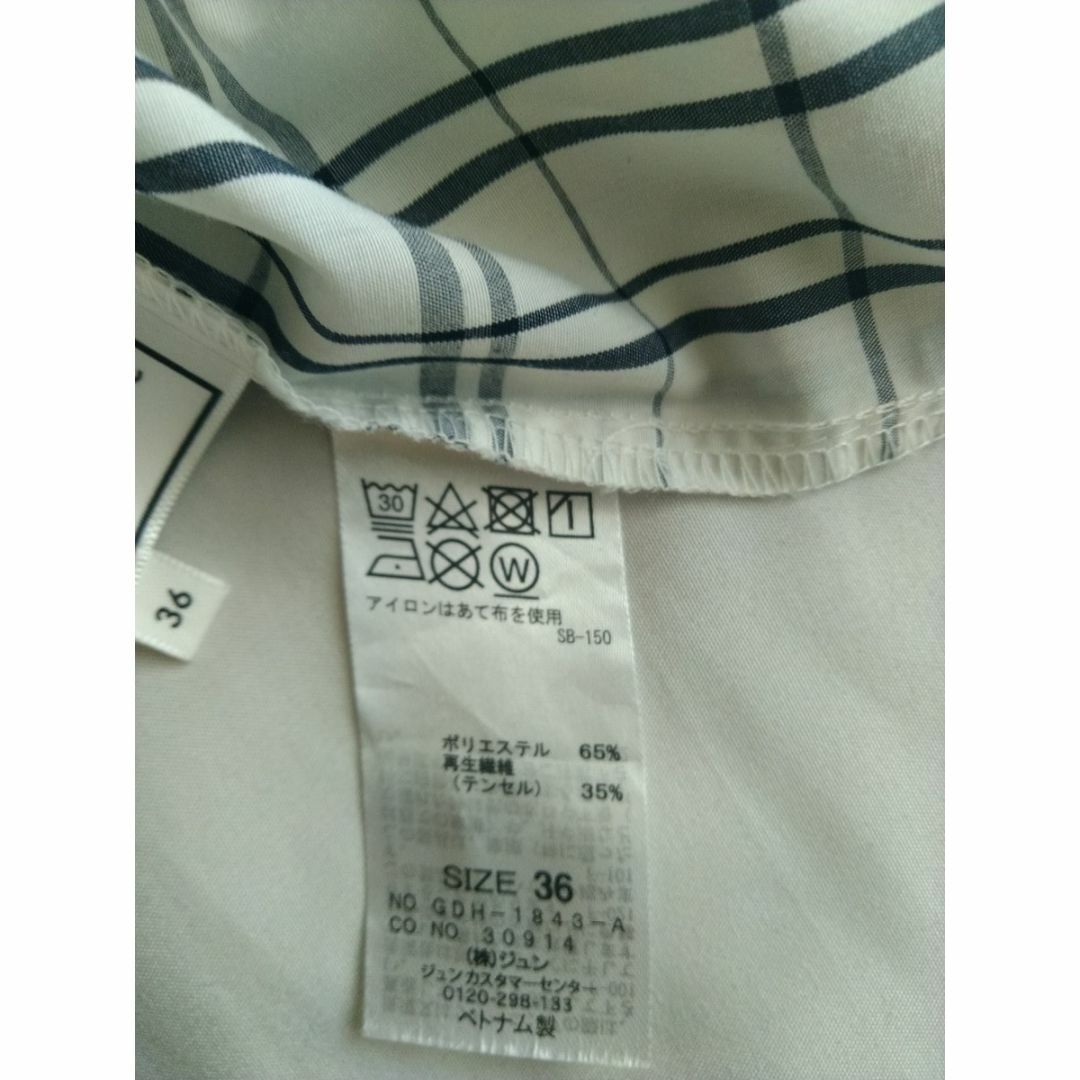 36
30
W
アイロンはあて布を使用
SB-150
ポリエステル 65%
再生繊維
(テンセル) 35%
SIZE 36
NO GDH-1843-A
CO NO 30914
(株)ジュン
ジュンカスタマーセンター
0120-298-133
ベトナム製